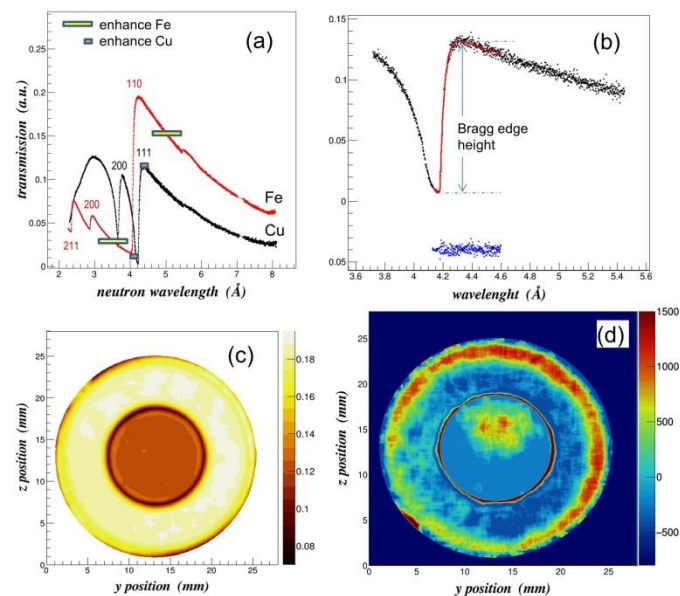 enhance Fe
enhance Cu
(a)
transmission (a.u.)
0.3
0.25
0.2
0.15
0.1
0.05
0
110
111
200
200
211
Fe
Cu
2 3 4 5 6 7 8
neutron wavelength (Å)
(b)
0.15
0.1
0.05
0
0.05
Bragg edge
height
3.6 3.8 4 4.2 4.4 4.6 4.8 5 5.2 5.4 5.6
wavelenght (Å)
(c)
z position (mm)
25
20
15
10
5
0
0 5 10 15 20 25
y position (mm)
0.18
0.16
0.14
0.12
0.1
0.08
(d)
z position (mm)
25
20
15
10
5
0
0 5 10 15 20 25
y position (mm)
1500
1000
500
0
−500